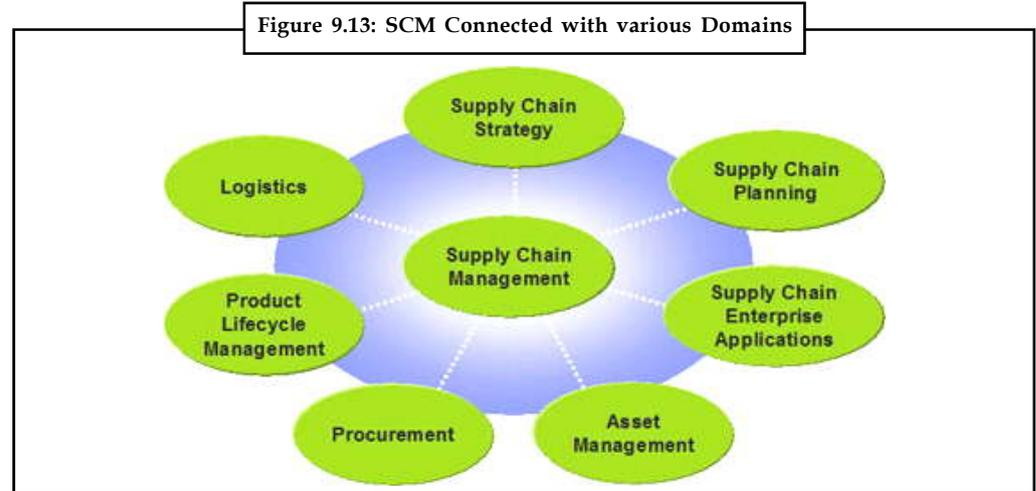 Figure 9.13: SCM Connected with various Domains
Supply Chain
Strategy
Logistics
Supply Chain
Planning
Supply Chain
Management
Product
Lifecycle
Management
Supply Chain
Enterprise
Applications
Procurement
Asset
Management